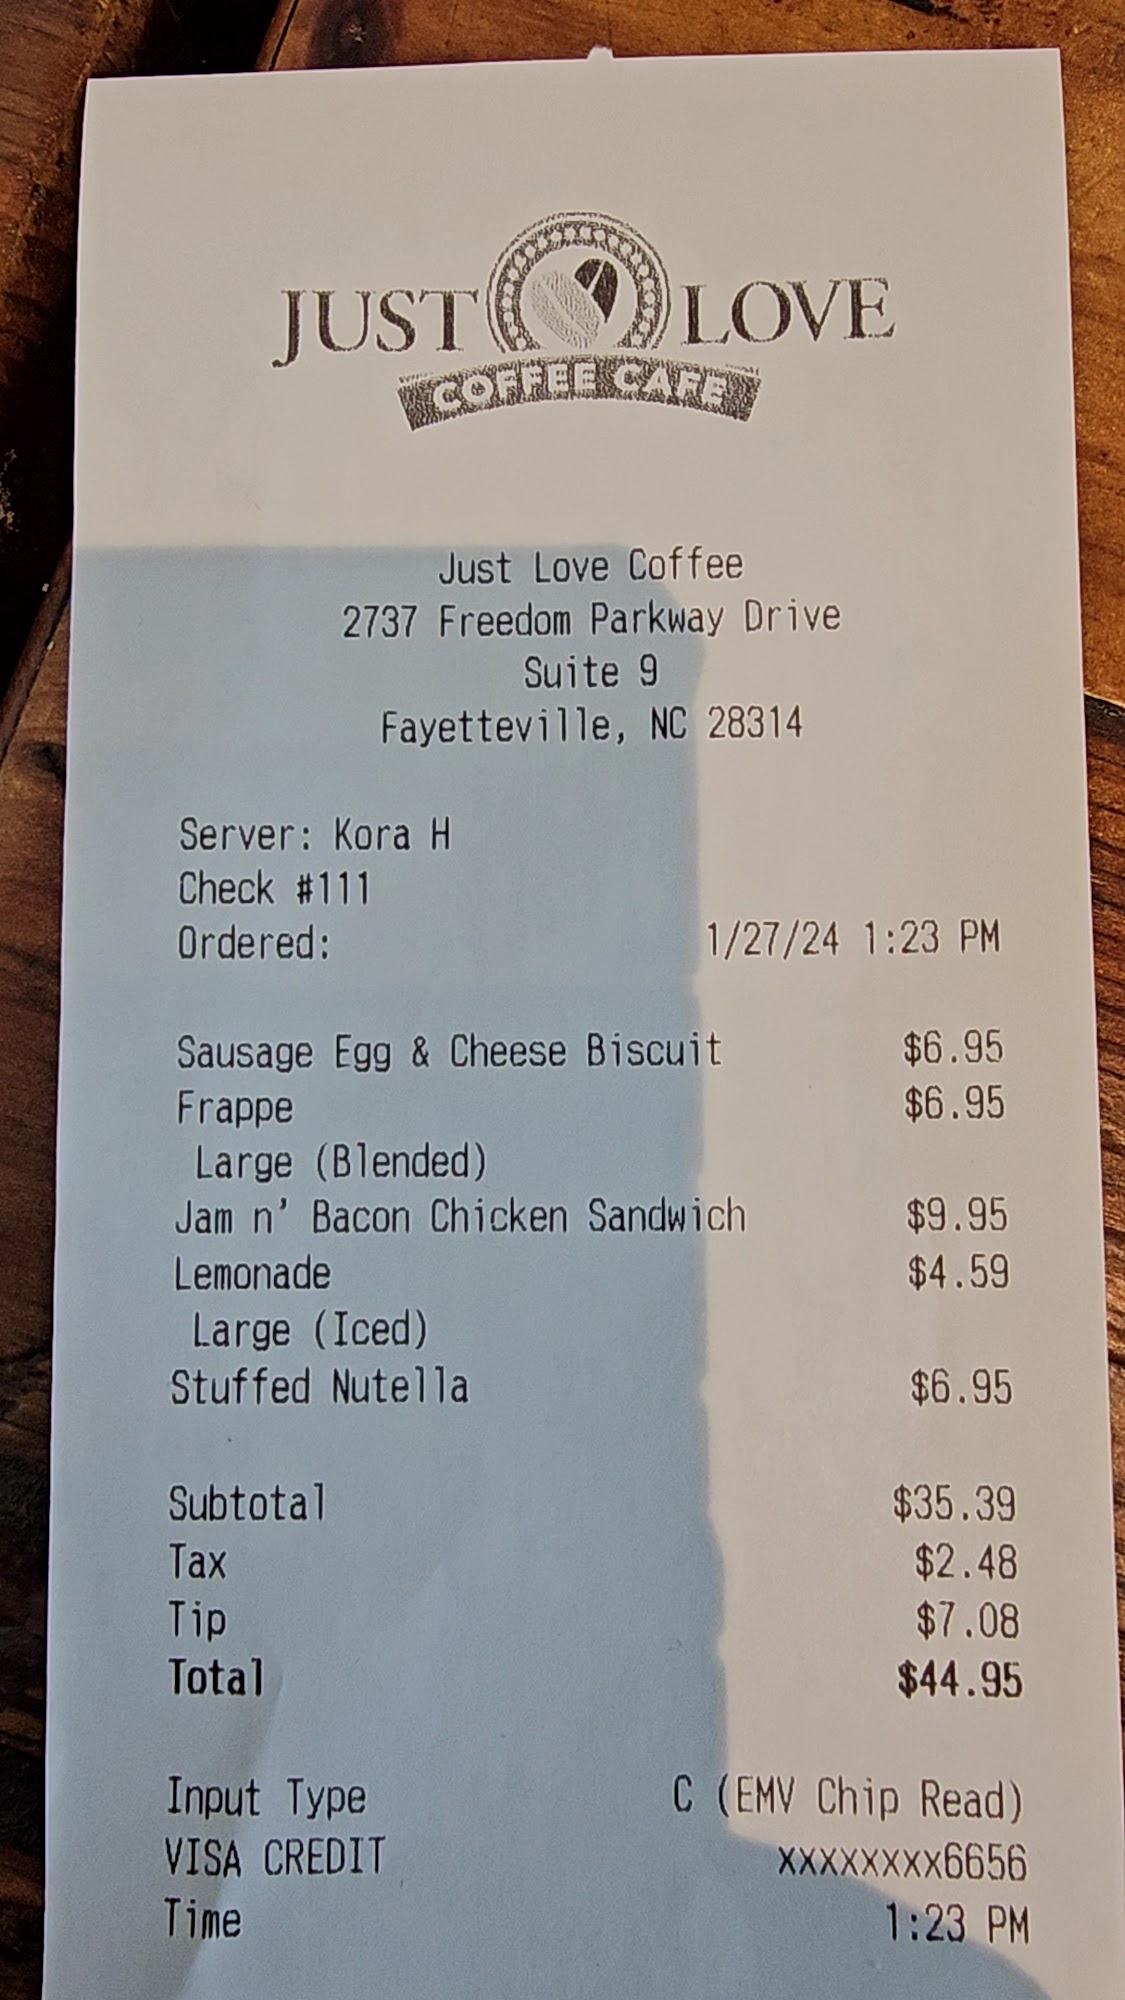 JUST LOVE
COFFEE CAFE
Just Love Coffee
2737 Freedom Parkway Drive
Suite 9
Fayetteville, NC 28314
Server: Kora H
Check #111
Ordered: 1/27/24 1:23 PM
Sausage Egg & Cheese Biscuit $6.95
Frappe $6.95
Large (Blended)
Jam n' Bacon Chicken Sandwich $9.95
Lemonade $4.59
Large (Iced)
Stuffed Nutella $6.95
Subtotal $35.39
Tax $2.48
Tip $7.08
Total $44.95
Input Type C (EMV Chip Read)
VISA CREDIT xxxxxxxx6656
Time 1:23 PM